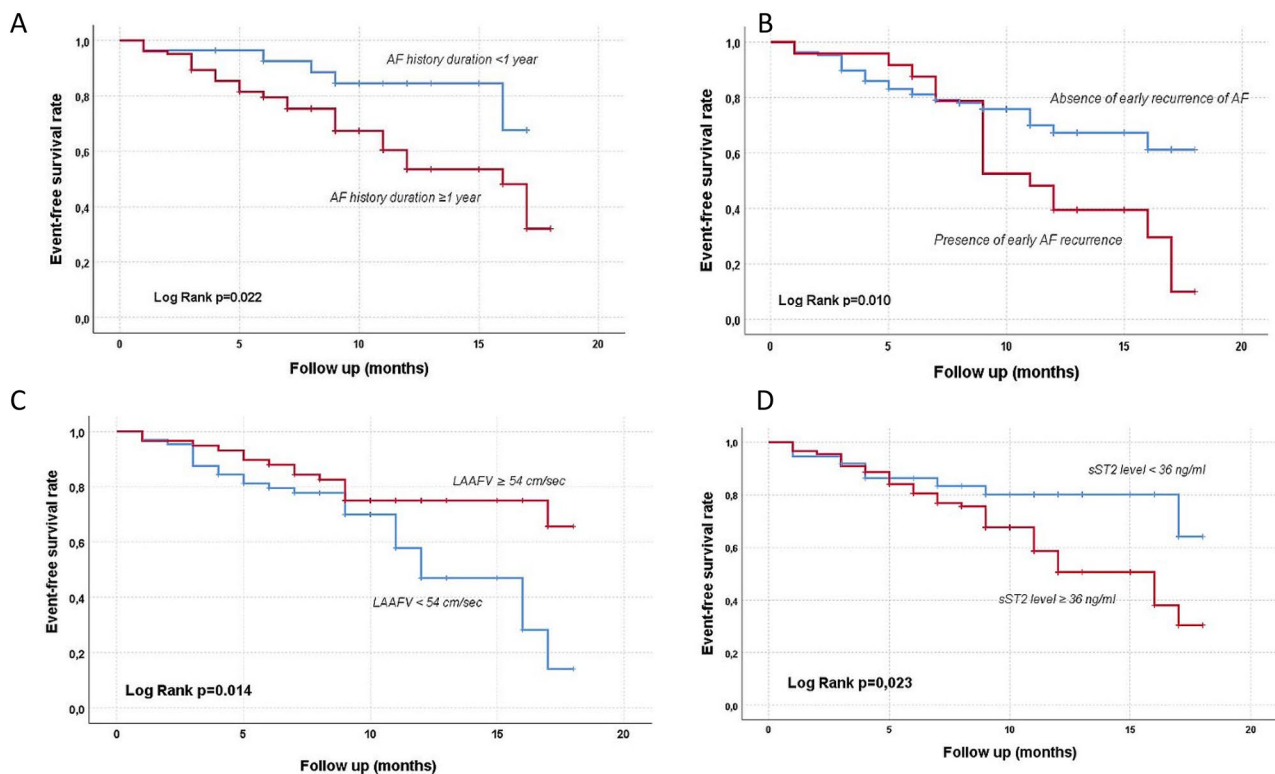 A
Event-free survival rate
1,0
0,8
0,6
0,4
0,2
0,0
AF history duration <1 year
AF history duration ≥1 year
Log Rank p=0.022
0 5 10 15 20
Follow up (months)
B
Event-free survival rate
1,0
0,8
0,6
0,4
0,2
0,0
Absence of early recurrence of AF
Presence of early AF recurrence
Log Rank p=0.010
0 5 10 15 20
Follow up (months)
C
Event-free survival rate
1,0
0,8
0,6
0,4
0,2
0,0
LAAFV ≥ 54 cm/sec
LAAFV < 54 cm/sec
Log Rank p=0.014
0 5 10 15 20
Follow up (months)
D
Event-free survival rate
1,0
0,8
0,6
0,4
0,2
0,0
sST2 level < 36 ng/ml
sST2 level ≥ 36 ng/ml
Log Rank p=0,023
0 5 10 15 20
Follow up (months)